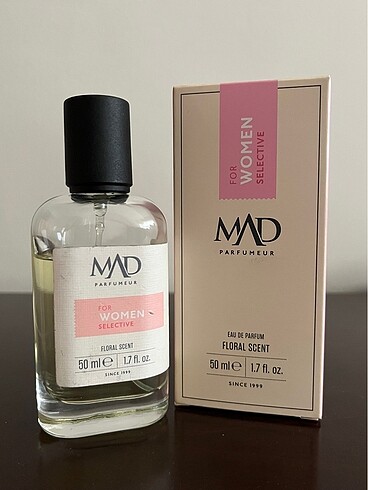 MAD
PARFUMEUR
FOR
WOMEN
SELECTIVE
FLORAL SCENT
50 ml ℮ 1.7 fl. oz.
SINCE 1999
FOR
WOMEN
SELECTIVE
MAD
PARFUMEUR
EAU DE PARFUM
FLORAL SCENT
50 ml ℮ 1.7 fl. oz.
SINCE 1999